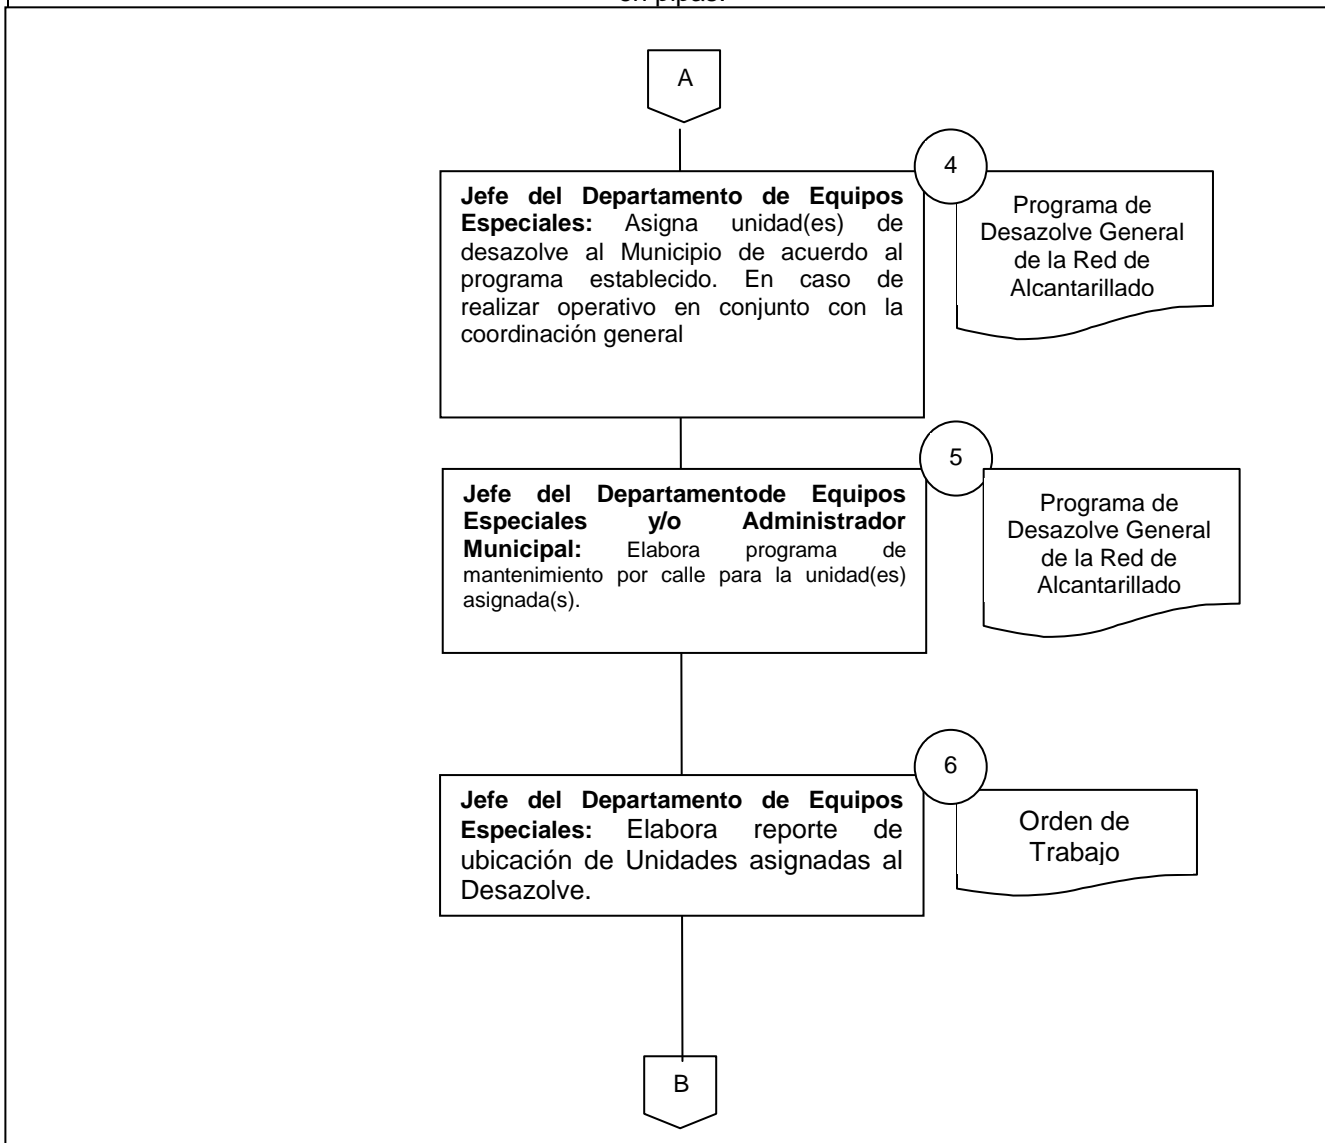 A
4
Jefe del Departamento de Equipos
Especiales: Asigna unidad(es) de
desazolve al Municipio de acuerdo al
programa establecido. En caso de
realizar operativo en conjunto con la
coordinación general
Programa de
Desazolve General
de la Red de
Alcantarillado
5
Jefe del Departamentode Equipos
Especiales y/o Administrador
Municipal: Elabora programa de
mantenimiento por calle para la unidad(es)
asignada(s).
Programa de
Desazolve General
de la Red de
Alcantarillado
6
Jefe del Departamento de Equipos
Especiales: Elabora reporte de
ubicación de Unidades asignadas al
Desazolve.
Orden de
Trabajo
B